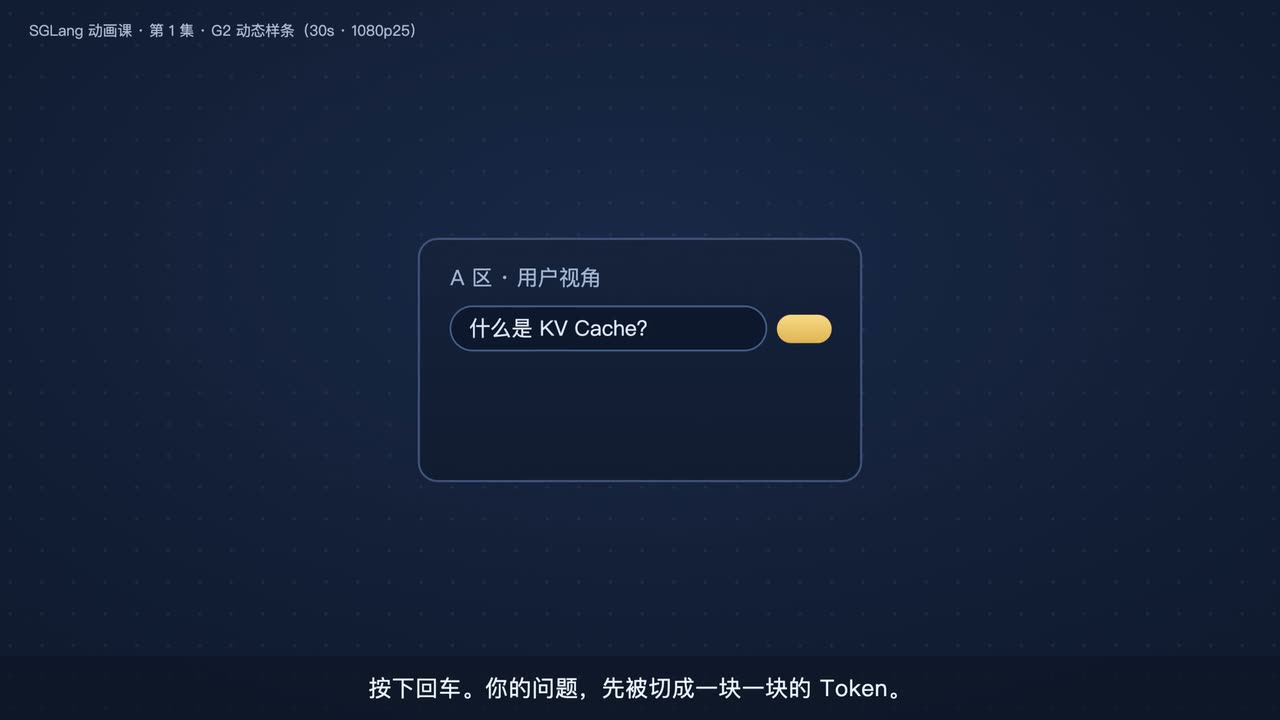 SGLang 动画课 · 第 1 集 · G2 动态样条（30s · 1080p25）
A 区 · 用户视角
什么是 KV Cache?
按下回车。你的问题，先被切成一块一块的 Token。